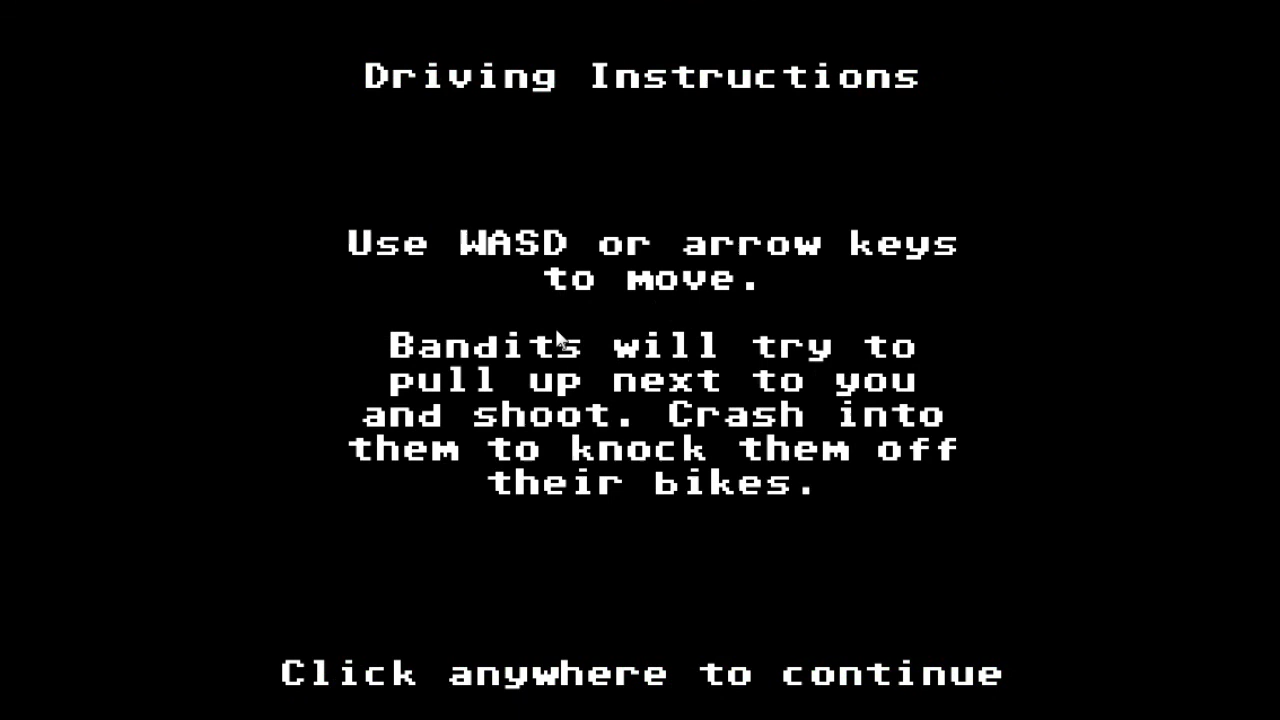 Driving Instructions
Use WASD or arrow keys
to move.
Bandits will try to
pull up next to you
and shoot. Crash into
them to knock them off
their bikes.
Click anywhere to continue